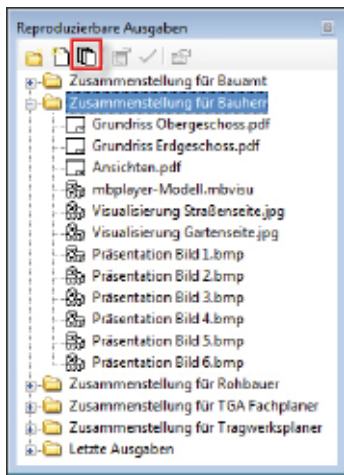 Reproduzierbare Ausgaben
Zusammenstellung für Bauamt
Zusammenstellung für Bauherr
Grundriss Obergeschoss.pdf
Grundriss Erdgeschoss.pdf
Ansichten.pdf
mbplayer-Modell.mbvisu
Visualisierung Straßenseite.jpg
Visualisierung Gartenseite.jpg
Präsentation Bild 1.bmp
Präsentation Bild 2.bmp
Präsentation Bild 3.bmp
Präsentation Bild 4.bmp
Präsentation Bild 5.bmp
Präsentation Bild 6.bmp
Zusammenstellung für Rohbauer
Zusammenstellung für TGA Fachplaner
Zusammenstellung für Tragwerksplaner
Letzte Ausgaben